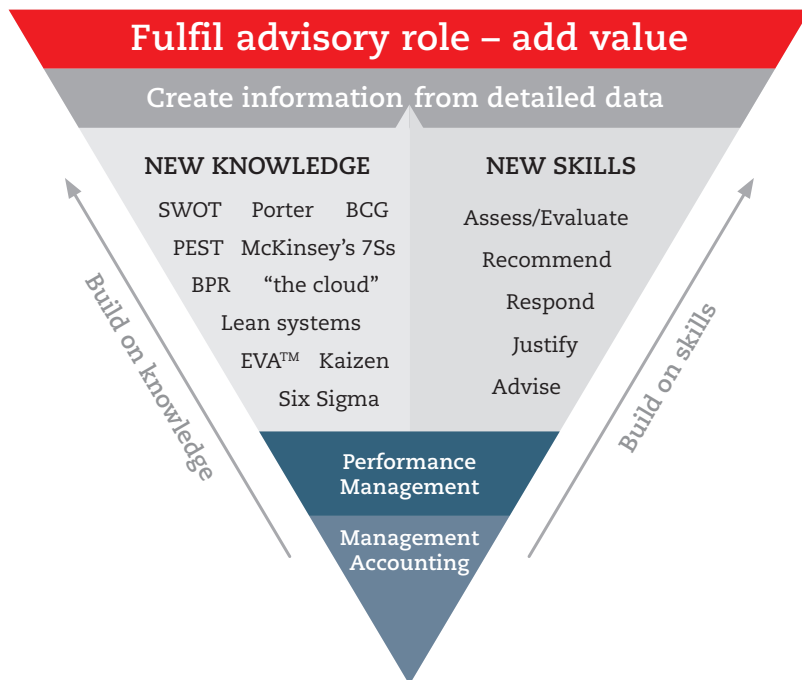 Fulfil advisory role – add value
Create information from detailed data
NEW KNOWLEDGE
SWOT Porter BCG
PEST McKinsey's 7Ss
BPR “the cloud”
Lean systems
EVA™ Kaizen
Six Sigma
NEW SKILLS
Assess/Evaluate
Recommend
Respond
Justify
Advise
Build on knowledge
Build on skills
Performance
Management
Management
Accounting